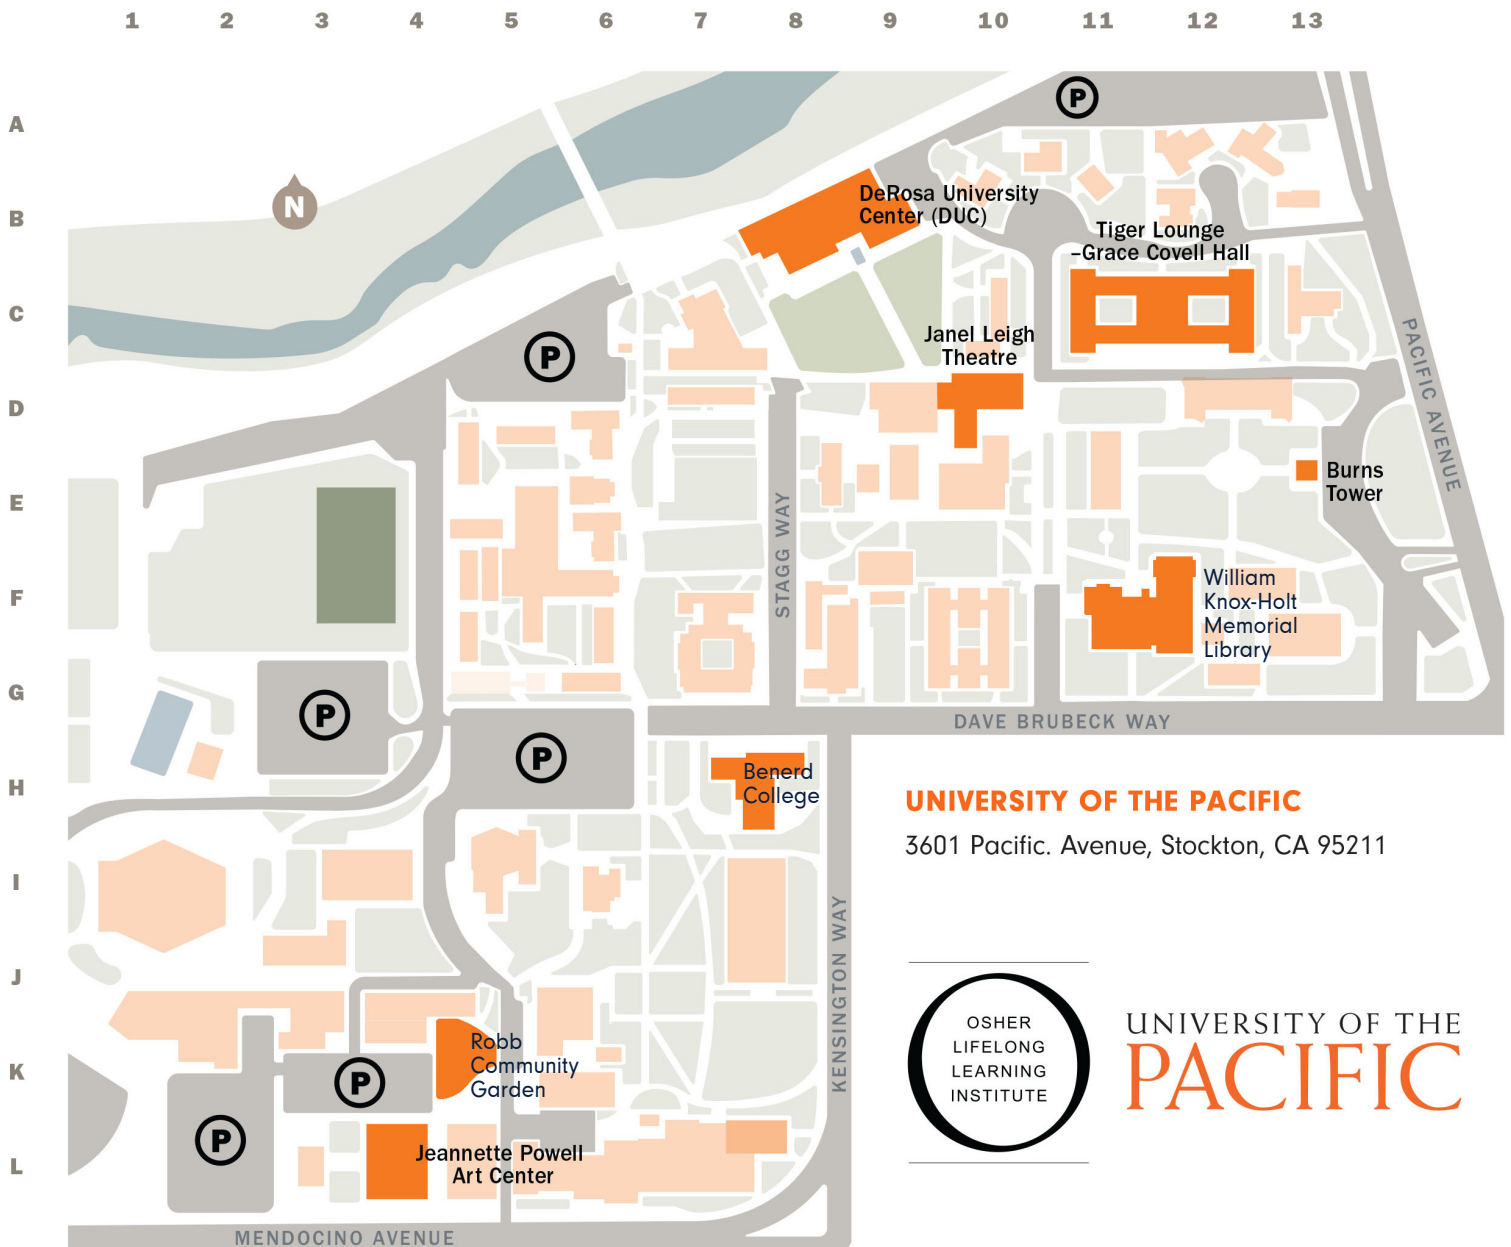 1 2 3 4 5 6 7 8 9 10 11 12 13
A
P
N
B
DeRosa University
Center (DUC)
Tiger Lounge
–Grace Covell Hall
C
P
Janel Leigh
Theatre
PACIFIC AVENUE
D
E
Burns
Tower
STAGG WAY
F
William
Knox-Holt
Memorial
Library
G
P
DAVE BRUBECK WAY
P
H
Benerd
College
UNIVERSITY OF THE PACIFIC
3601 Pacific. Avenue, Stockton, CA 95211
I
KENSINGTON WAY
J
OSHER
LIFELONG
LEARNING
INSTITUTE
UNIVERSITY OF THE
PACIFIC
Robb
Community
Garden
K
P
P
L
Jeannette Powell
Art Center
MENDOCINO AVENUE